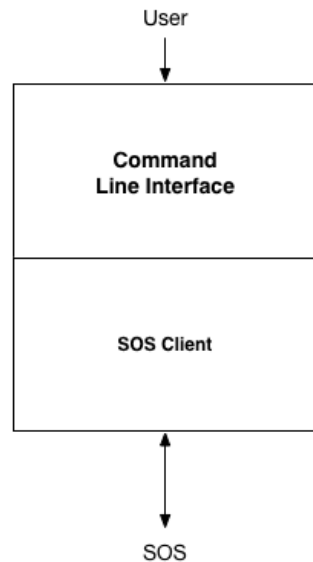 User
Command
Line Interface
SOS Client
SOS